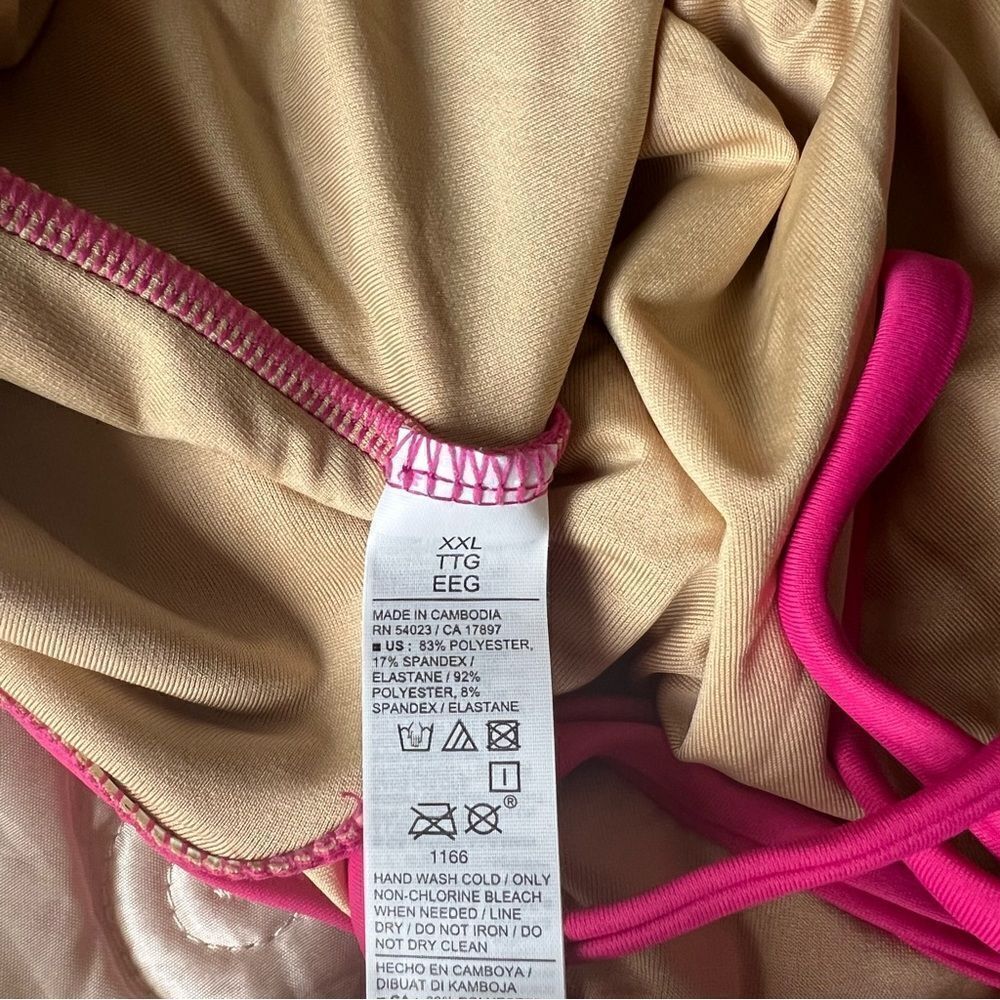 XXL
TTG
EEG
MADE IN CAMBODIA
RN 54023 / CA 17897
■ US : 83% POLYESTER,
17% SPANDEX /
ELASTANE / 92%
POLYESTER, 8%
SPANDEX / ELASTANE
I
®
1166
HAND WASH COLD / ONLY
NON-CHLORINE BLEACH
WHEN NEEDED / LINE
DRY / DO NOT IRON / DO
NOT DRY CLEAN
HECHO EN CAMBOYA /
DIBUAT DI KAMBOJA